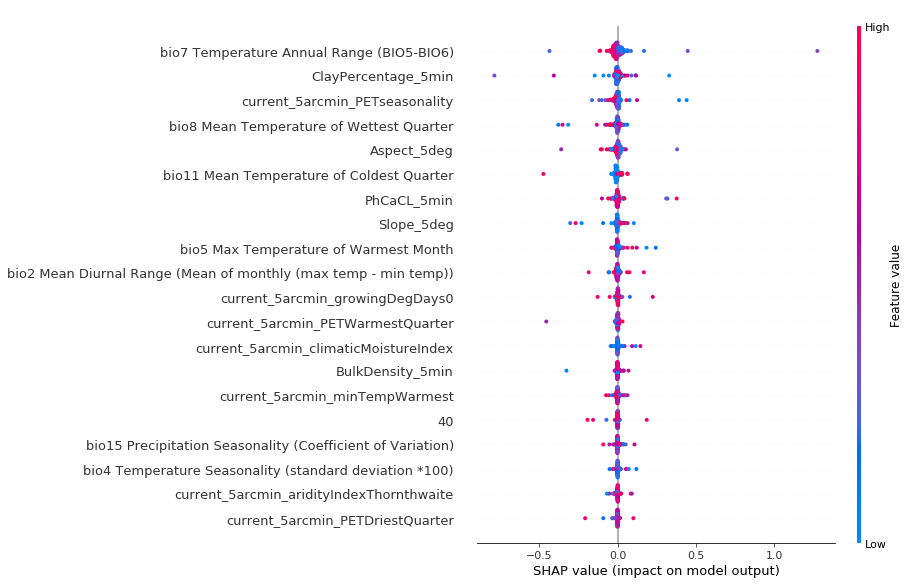 High
bio7 Temperature Annual Range (BIO5-BIO6)
ClayPercentage_5min
current_5arcmin_PETseasonality
bio8 Mean Temperature of Wettest Quarter
Aspect_5deg
bio11 Mean Temperature of Coldest Quarter
PhCaCL_5min
Slope_5deg
bio5 Max Temperature of Warmest Month
bio2 Mean Diurnal Range (Mean of monthly (max temp - min temp))
current_5arcmin_growingDegDays0
current_5arcmin_PETWarmestQuarter
current_5arcmin_climaticMoistureIndex
BulkDensity_5min
current_5arcmin_minTempWarmest
40
bio15 Precipitation Seasonality (Coefficient of Variation)
bio4 Temperature Seasonality (standard deviation *100)
current_5arcmin_aridityIndexThornthwaite
current_5arcmin_PETDriestQuarter
Feature value
Low
−0.5 0.0 0.5 1.0
SHAP value (impact on model output)